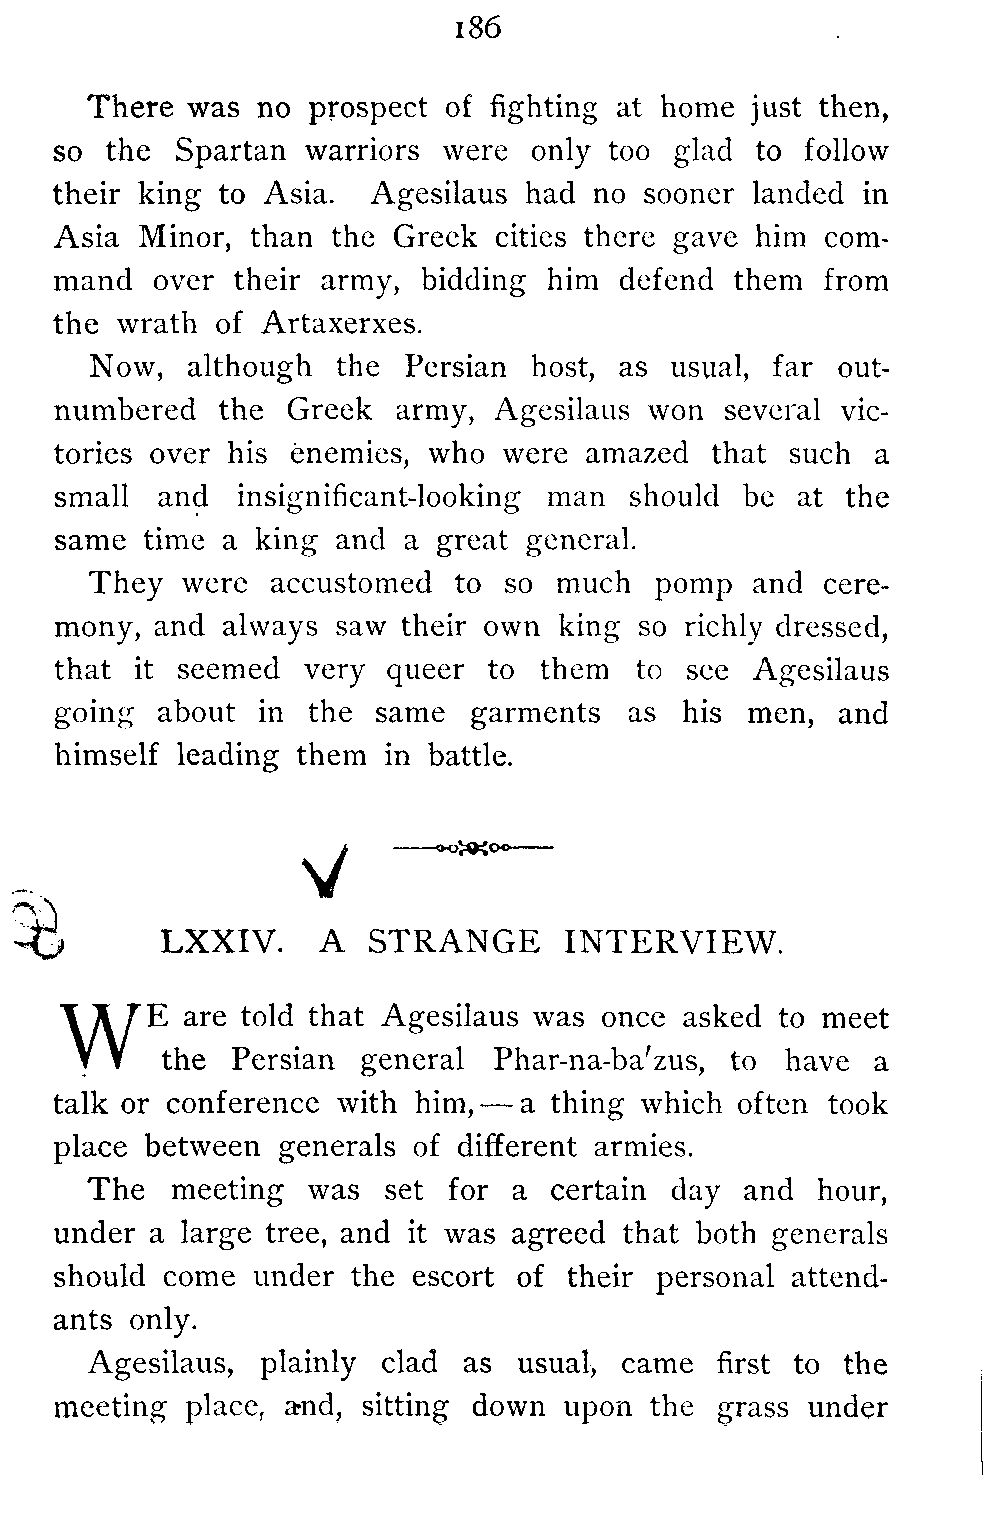 186
There was no prospect of fighting at home just then,
so the Spartan warriors were only too glad to follow
their king to Asia. Agesilaus had no sooner landed in
Asia Minor, than the Greek cities there gave him com-
mand over their army, bidding him defend them from
the wrath of Artaxerxes.
Now, although the Persian host, as usual, far out-
numbered the Greek army, Agesilaus won several vic-
tories over his enemies, who were amazed that such a
small and insignificant-looking man should be at the
same time a king and a great general.
They were accustomed to so much pomp and cere-
mony, and always saw their own king so richly dressed,
that it seemed very queer to them to see Agesilaus
going about in the same garments as his men, and
himself leading them in battle.
LXXIV. A STRANGE INTERVIEW.
WE are told that Agesilaus was once asked to meet
the Persian general Phar-na-ba'zus, to have a
talk or conference with him,—a thing which often took
place between generals of different armies.
The meeting was set for a certain day and hour,
under a large tree, and it was agreed that both generals
should come under the escort of their personal attend-
ants only.
Agesilaus, plainly clad as usual, came first to the
meeting place, and, sitting down upon the grass under